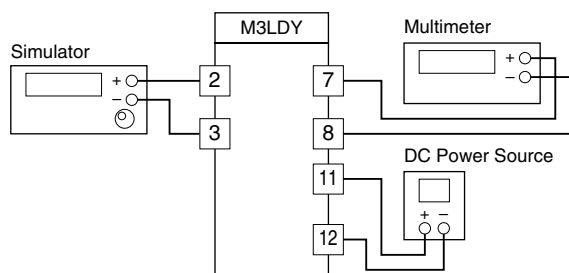 M3LDY
Simulator
Multimeter
+
−
2
7
+
−
3
8
DC Power Source
11
+ −
12